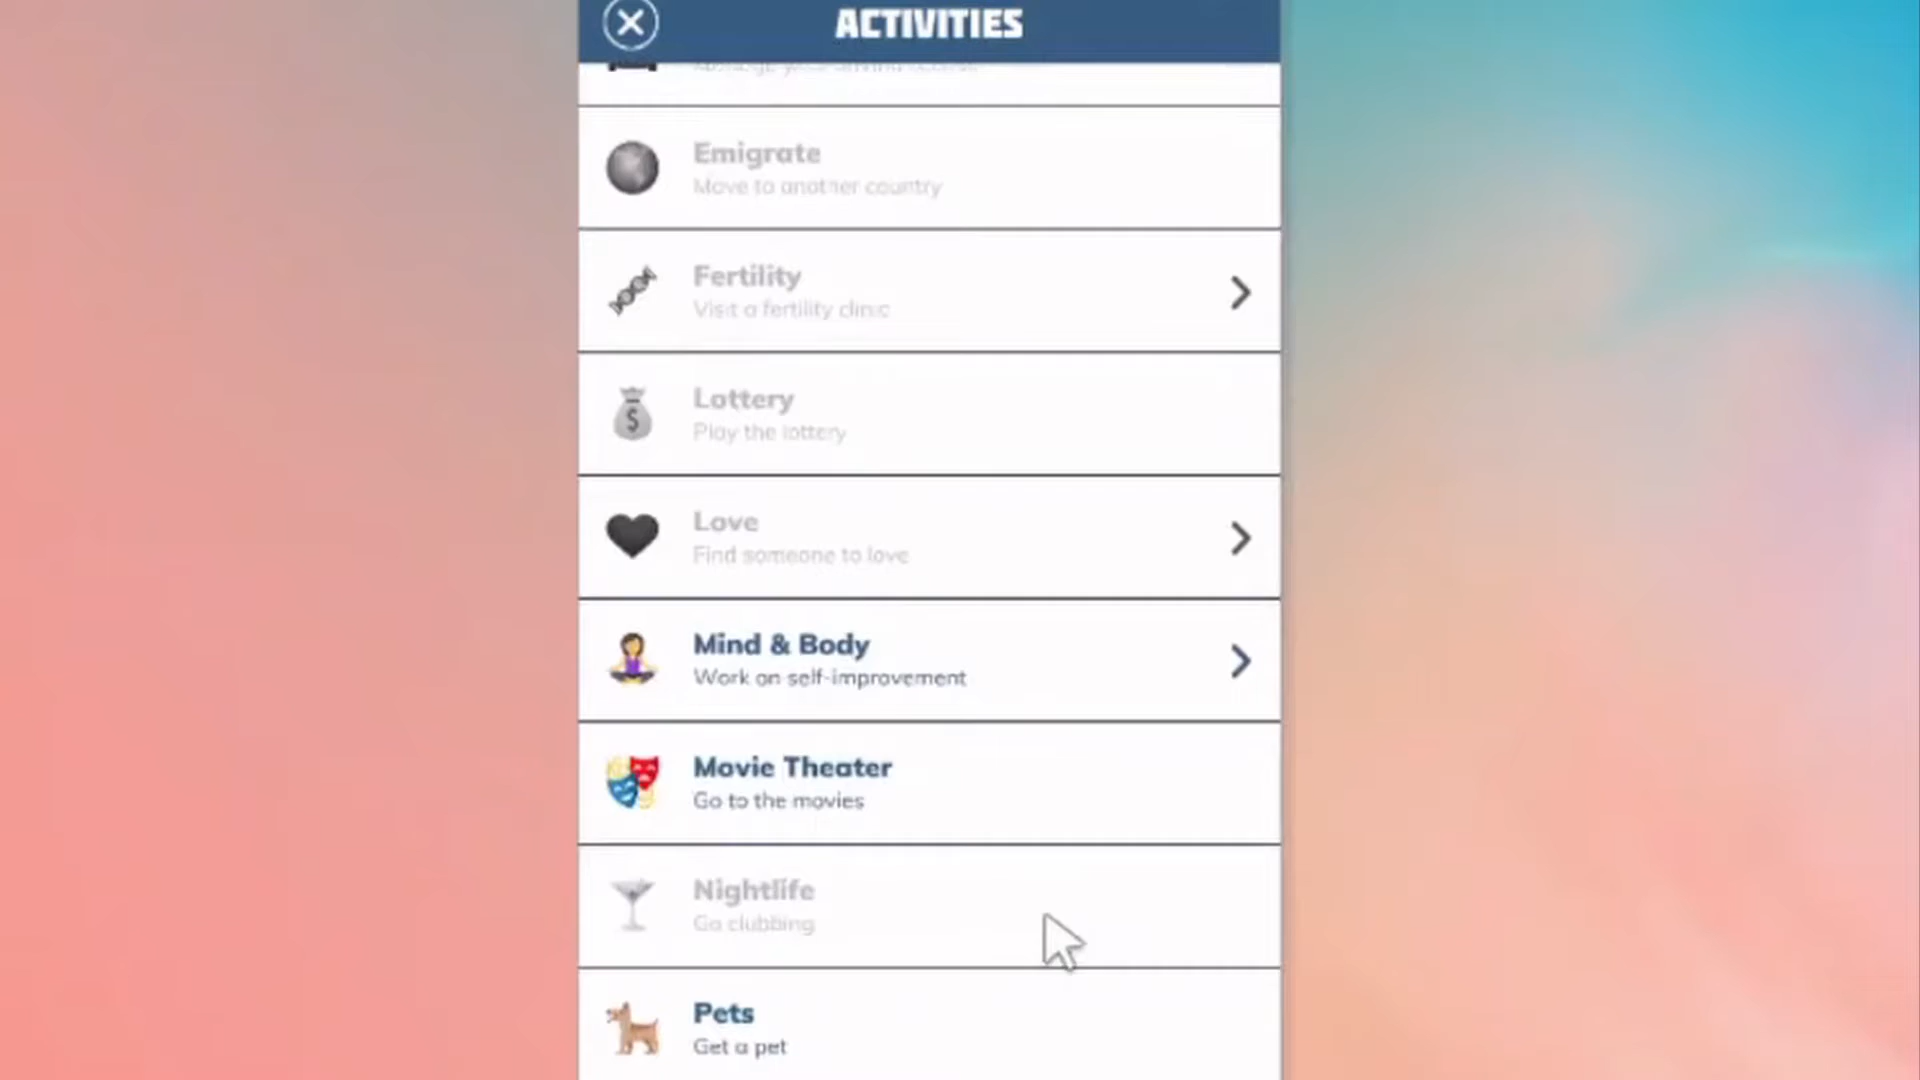 ACTIVITIES
Emigrate
Move to another country
Fertility
Visit a fertility clinic
Lottery
Play the lottery
Love
Find someone to love
Mind & Body
Work on self-improvement
Movie Theater
Go to the movies
Nightlife
Go clubbing
Pets
Get a pet